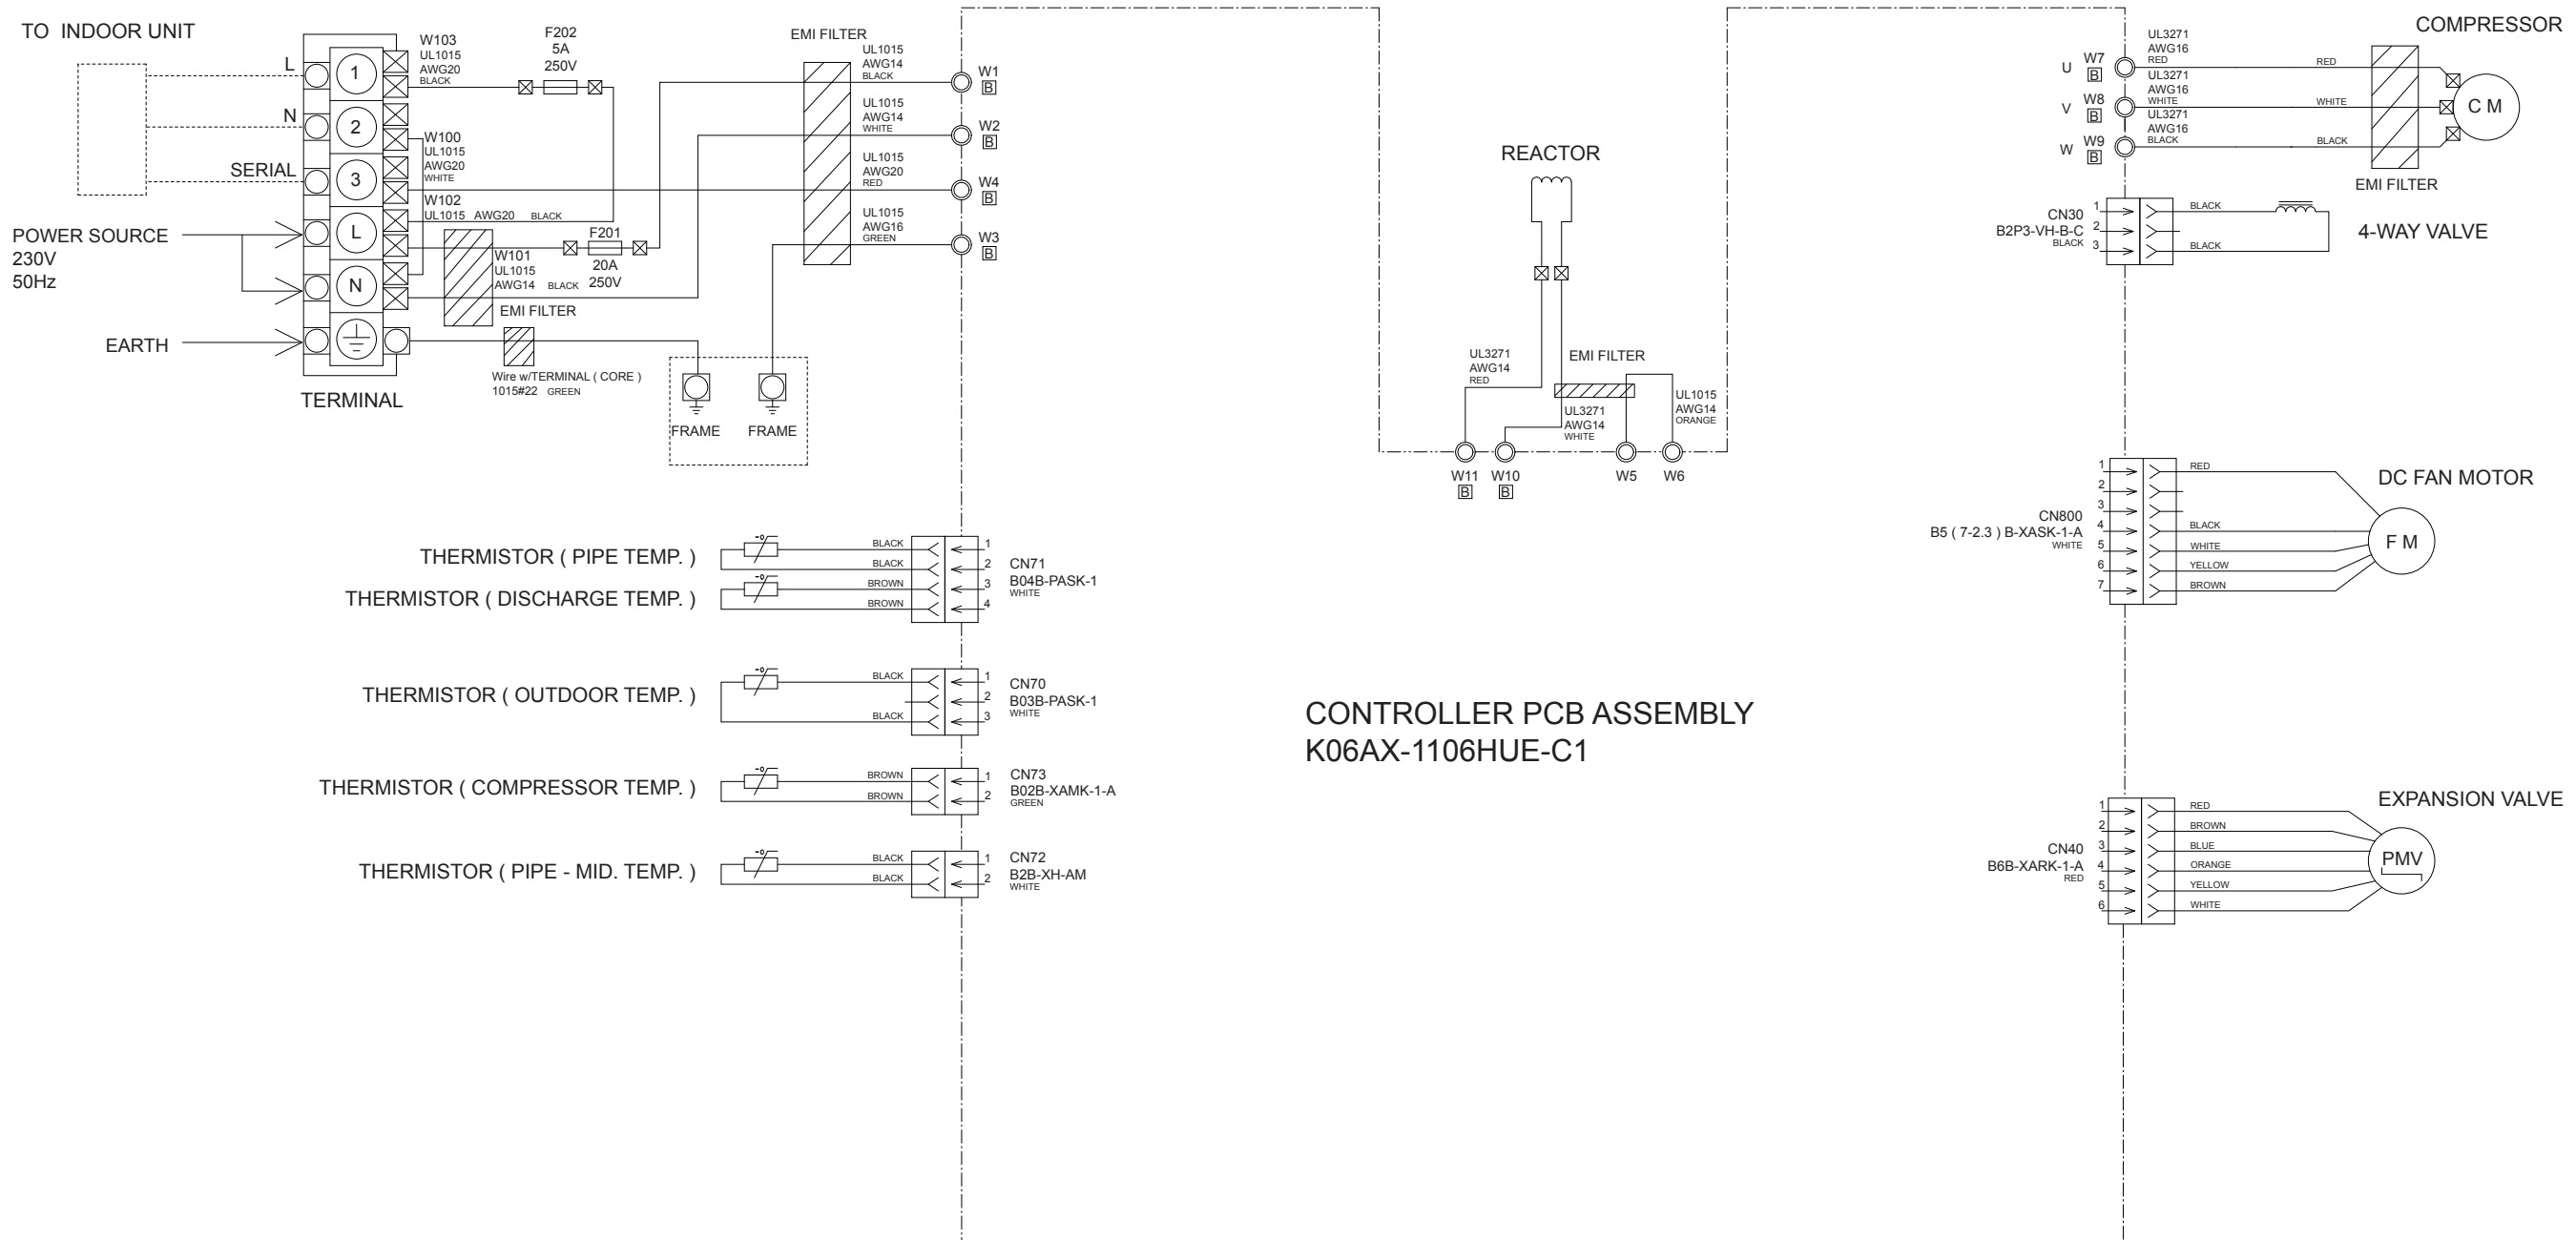 TO INDOOR UNIT
L
N
SERIAL
POWER SOURCE
230V
50Hz
EARTH
1
2
3
L
N
TERMINAL
W103
UL1015
AWG20
BLACK
F202
5A
250V
W100
UL1015
AWG20
WHITE
W102
UL1015 AWG20 BLACK
F201
20A
250V
W101
UL1015
AWG14 BLACK
EMI FILTER
Wire w/TERMINAL ( CORE )
1015#22 GREEN
FRAME
FRAME
EMI FILTER
UL1015
AWG14
BLACK
W1
B
UL1015
AWG14
WHITE
W2
B
UL1015
AWG20
RED
W4
B
UL1015
AWG16
GREEN
W3
B
REACTOR
UL3271
AWG14
RED
EMI FILTER
UL3271
AWG14
WHITE
UL1015
AWG14
ORANGE
W11
B
W10
B
W5
W6
COMPRESSOR
U
W7
B
UL3271
AWG16
RED
RED
V
W8
B
UL3271
AWG16
WHITE
WHITE
W
W9
B
UL3271
AWG16
BLACK
BLACK
C M
EMI FILTER
CN30
B2P3-VH-B-C
BLACK
1
2
3
BLACK
BLACK
4-WAY VALVE
DC FAN MOTOR
CN800
B5 ( 7-2.3 ) B-XASK-1-A
WHITE
1
2
3
4
5
6
7
RED
BLACK
WHITE
YELLOW
BROWN
F M
EXPANSION VALVE
CN40
B6B-XARK-1-A
RED
1
2
3
4
5
6
RED
BROWN
BLUE
ORANGE
YELLOW
WHITE
PMV
THERMISTOR ( PIPE TEMP. )
THERMISTOR ( DISCHARGE TEMP. )
-θ
-θ
BLACK
BLACK
BROWN
BROWN
1
2
3
4
CN71
B04B-PASK-1
WHITE
THERMISTOR ( OUTDOOR TEMP. )
-θ
BLACK
BLACK
1
2
3
CN70
B03B-PASK-1
WHITE
THERMISTOR ( COMPRESSOR TEMP. )
-θ
BROWN
BROWN
1
2
CN73
B02B-XAMK-1-A
GREEN
THERMISTOR ( PIPE - MID. TEMP. )
-θ
BLACK
BLACK
1
2
CN72
B2B-XH-AM
WHITE
CONTROLLER PCB ASSEMBLY
K06AX-1106HUE-C1